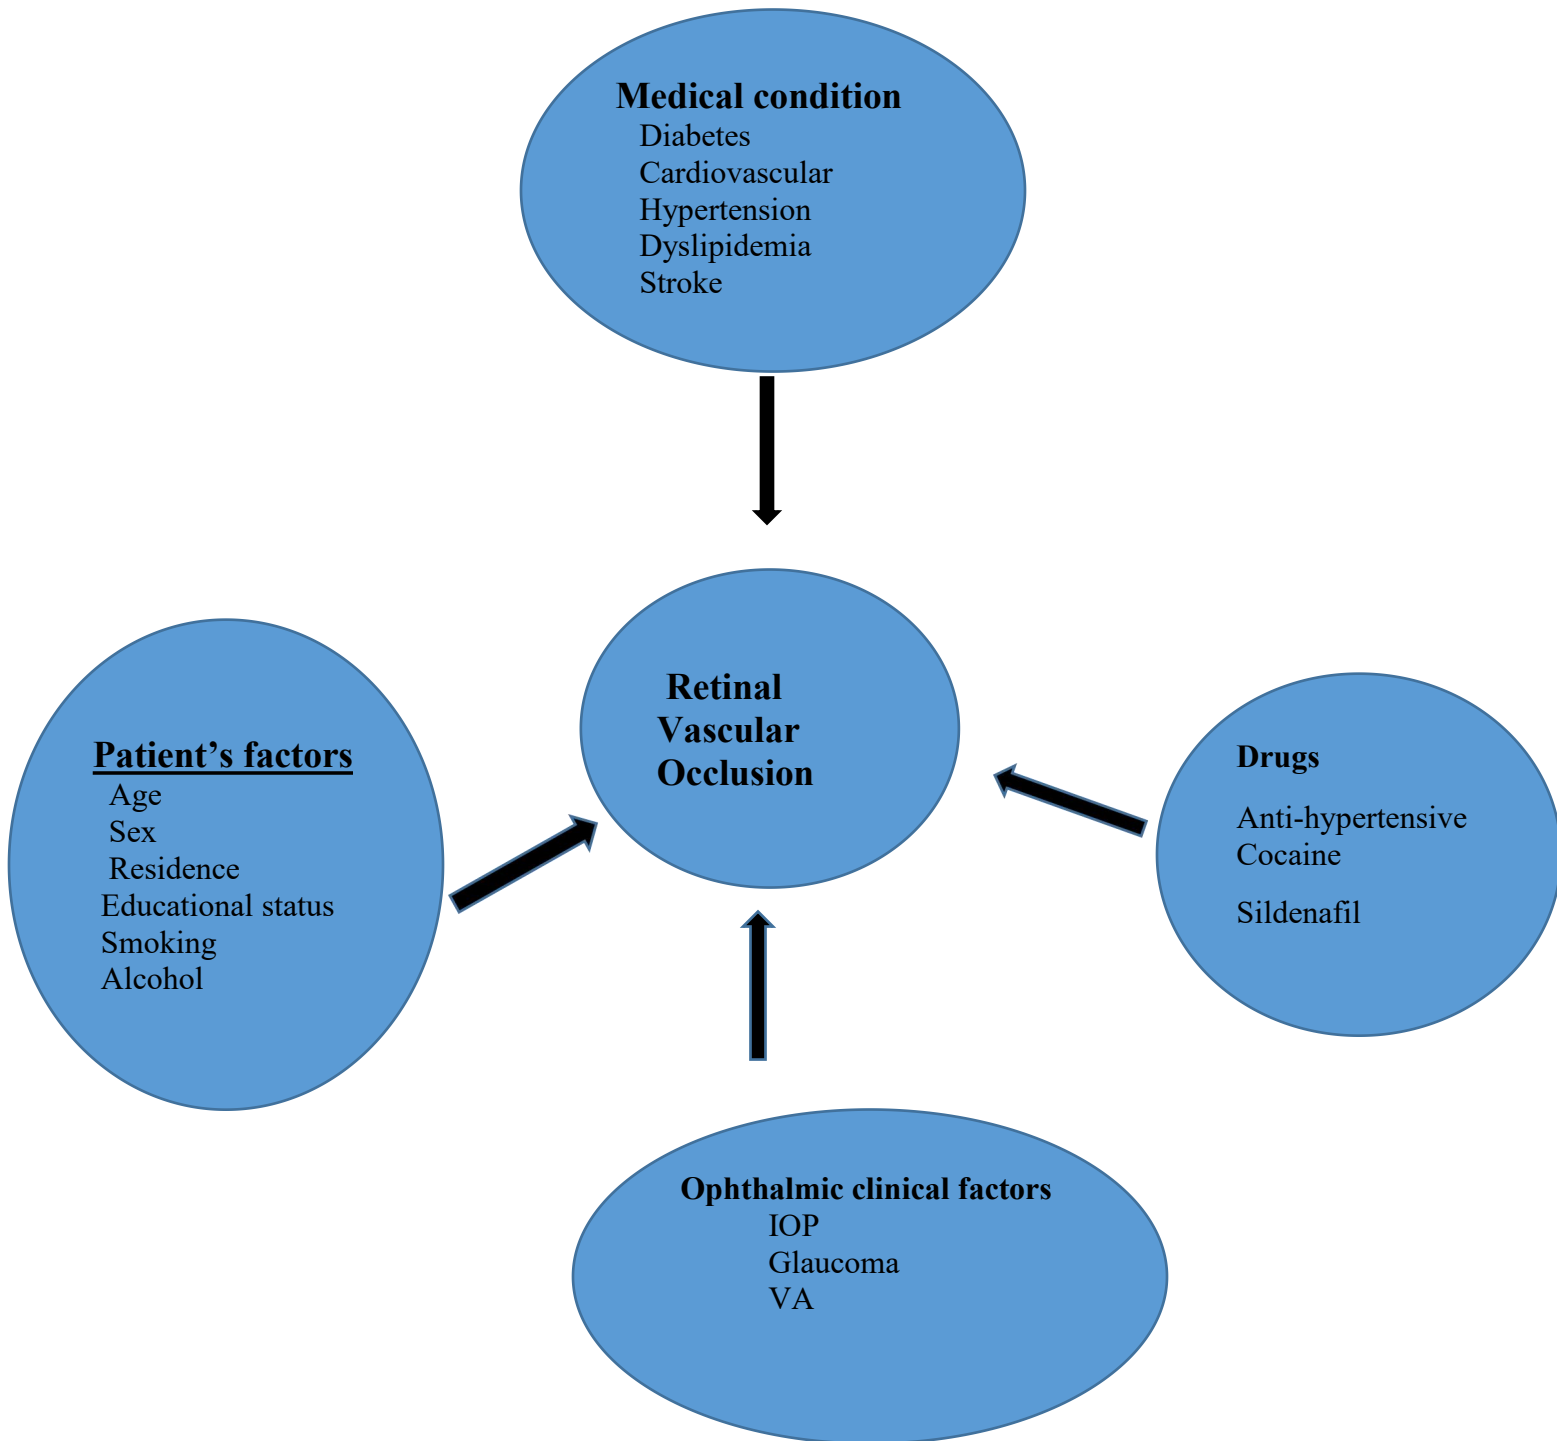 Medical condition
Diabetes
Cardiovascular
Hypertension
Dyslipidemia
Stroke
Retinal
Vascular
Occlusion
Patient’s factors
Age
Sex
Residence
Educational status
Smoking
Alcohol
Drugs
Anti-hypertensive
Cocaine
Sildenafil
Ophthalmic clinical factors
IOP
Glaucoma
VA